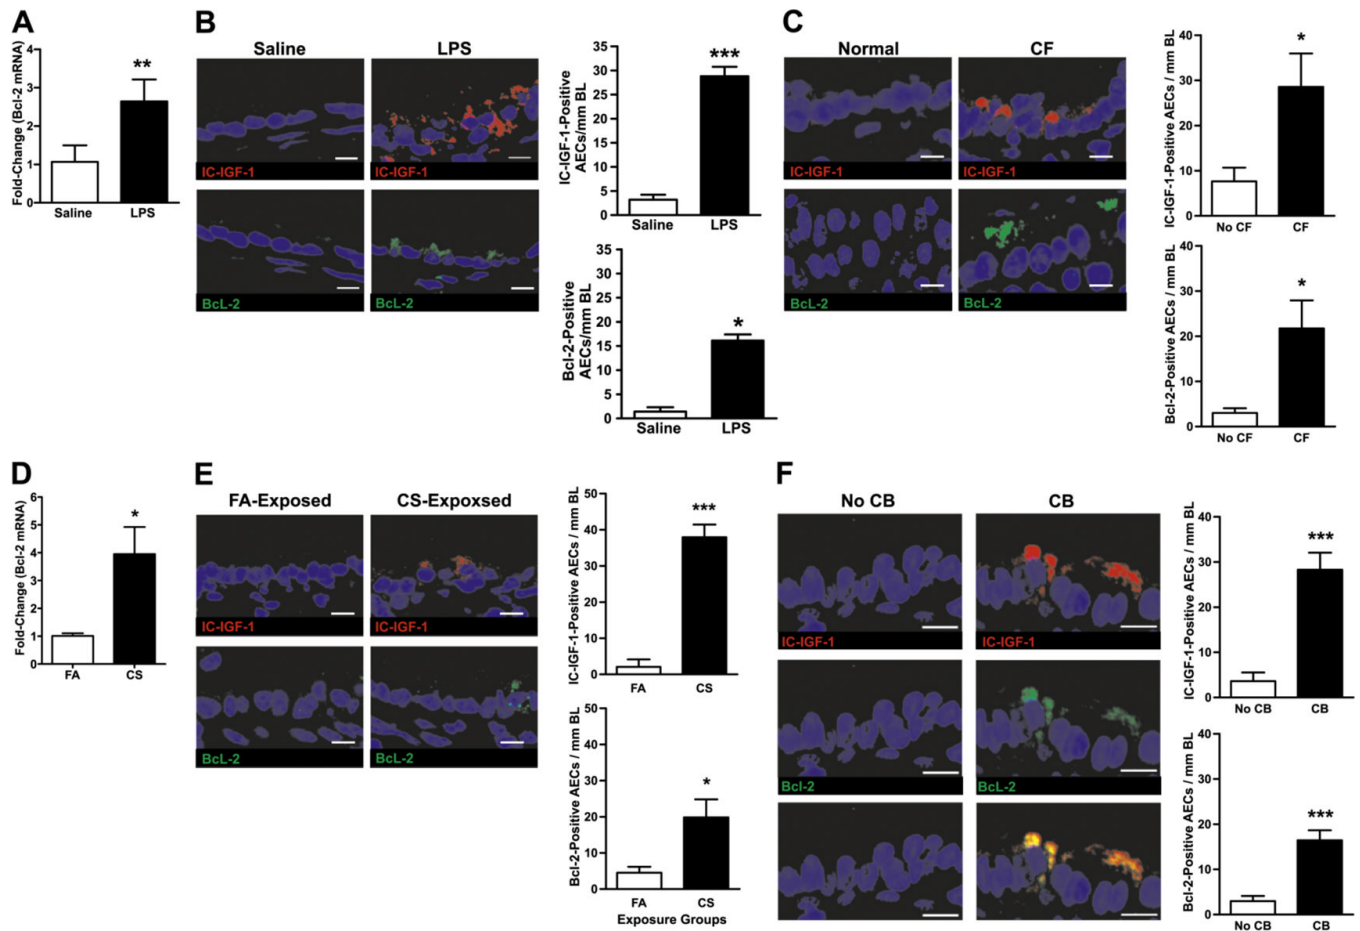 A
Fold-Change (Bcl-2 mRNA)
4
3
2
1
0
**
Saline
LPS
B
Saline
LPS
IC-IGF-1
IC-IGF-1
BcL-2
BcL-2
IC-IGF-1-Positive
AECs/mm BL
35
30
25
20
15
10
5
0
***
Saline
LPS
Bcl-2-Positive
AECs/mm BL
35
30
25
20
15
10
5
0
*
Saline
LPS
C
Normal
CF
IC-IGF-1
IC-IGF-1
BcL-2
BcL-2
IC-IGF-1-Positive AECs / mm BL
40
30
20
10
0
*
No CF
CF
Bcl-2-Positive AECs / mm BL
40
30
20
10
0
*
No CF
CF
D
Fold-Change (Bcl-2 mRNA)
6
5
4
3
2
1
0
*
FA
CS
E
FA-Exposed
CS-Expoxsed
IC-IGF-1
IC-IGF-1
BcL-2
BcL-2
IC-IGF-1-Positive AECs / mm BL
50
40
30
20
10
0
***
FA
CS
Bcl-2-Positive AECs / mm BL
50
40
30
20
10
0
*
FA
CS
Exposure Groups
F
No CB
CB
IC-IGF-1
IC-IGF-1
Bcl-2
BcL-2
IC-IGF-1-Positive AECs / mm BL
40
30
20
10
0
***
No CB
CB
Bcl-2-Positive AECs / mm BL
40
30
20
10
0
***
No CB
CB